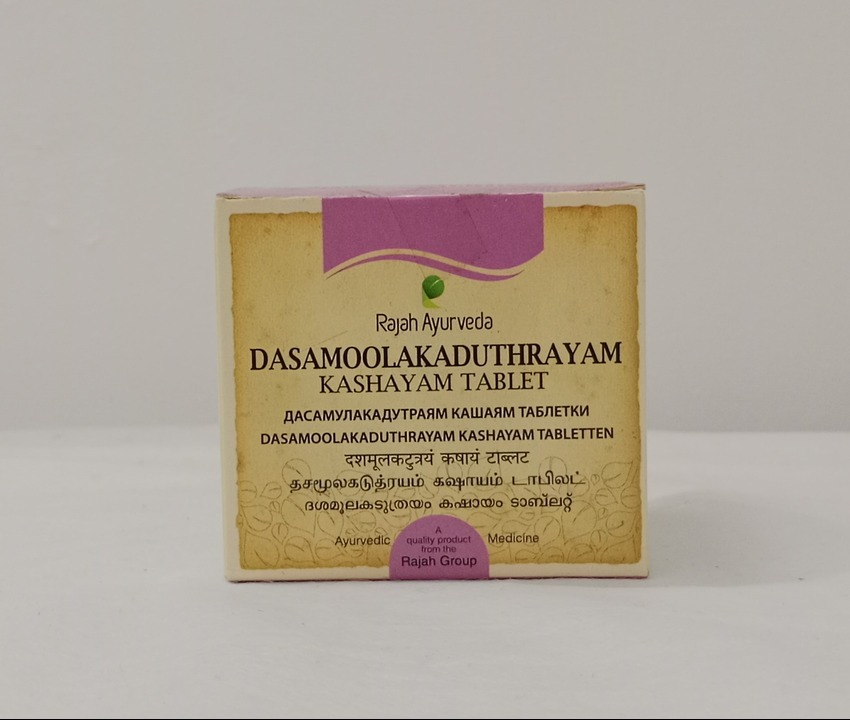 Rajah Ayurveda
DASAMOOLAKADUTHRAYAM
KASHAYAM TABLET
ДАСАМУЛАКАДУТРАЯМ КАШАЯМ ТАБЛЕТКИ
DASAMOOLAKADUTHRAYAM KASHAYAM TABLETTEN
दशमूलकटुत्रयं कषायं टाब्लट
தசமூலகடுத்ரயம் கஷாயம் டாபிலட்
ദശമൂലകടുത്രയം കഷായം ടാബ്ലറ്റ്
Ayurvedic Medicine
A
quality product
from the
Rajah Group